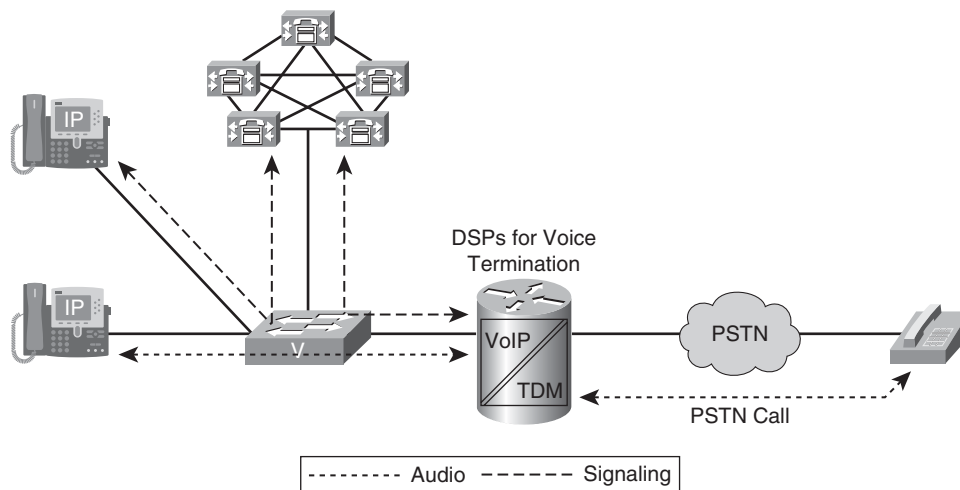 IP
DSPs for Voice
Termination
IP
V
VoIP
TDM
PSTN
PSTN Call
Audio
Signaling